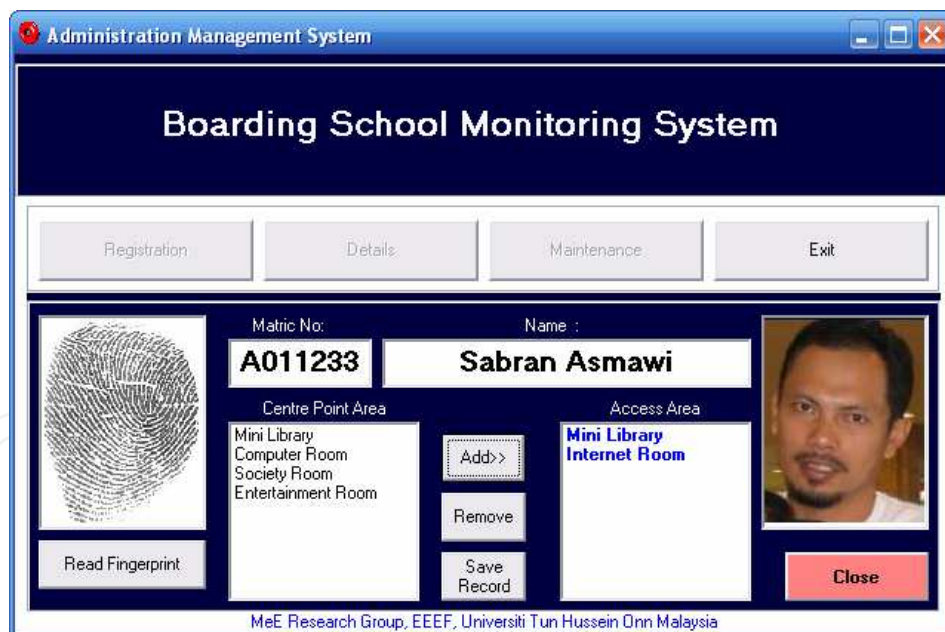 Administration Management System
Boarding School Monitoring System
Registration
Details
Maintenance
Exit
Matric No:
Name :
A011233
Sabran Asmawi
Centre Point Area
Access Area
Mini Library
Computer Room
Society Room
Entertainment Room
Add>>
Remove
Save
Record
Mini Library
Internet Room
Read Fingerprint
Close
MeE Research Group, EEEF, Universiti Tun Hussein Onn Malaysia